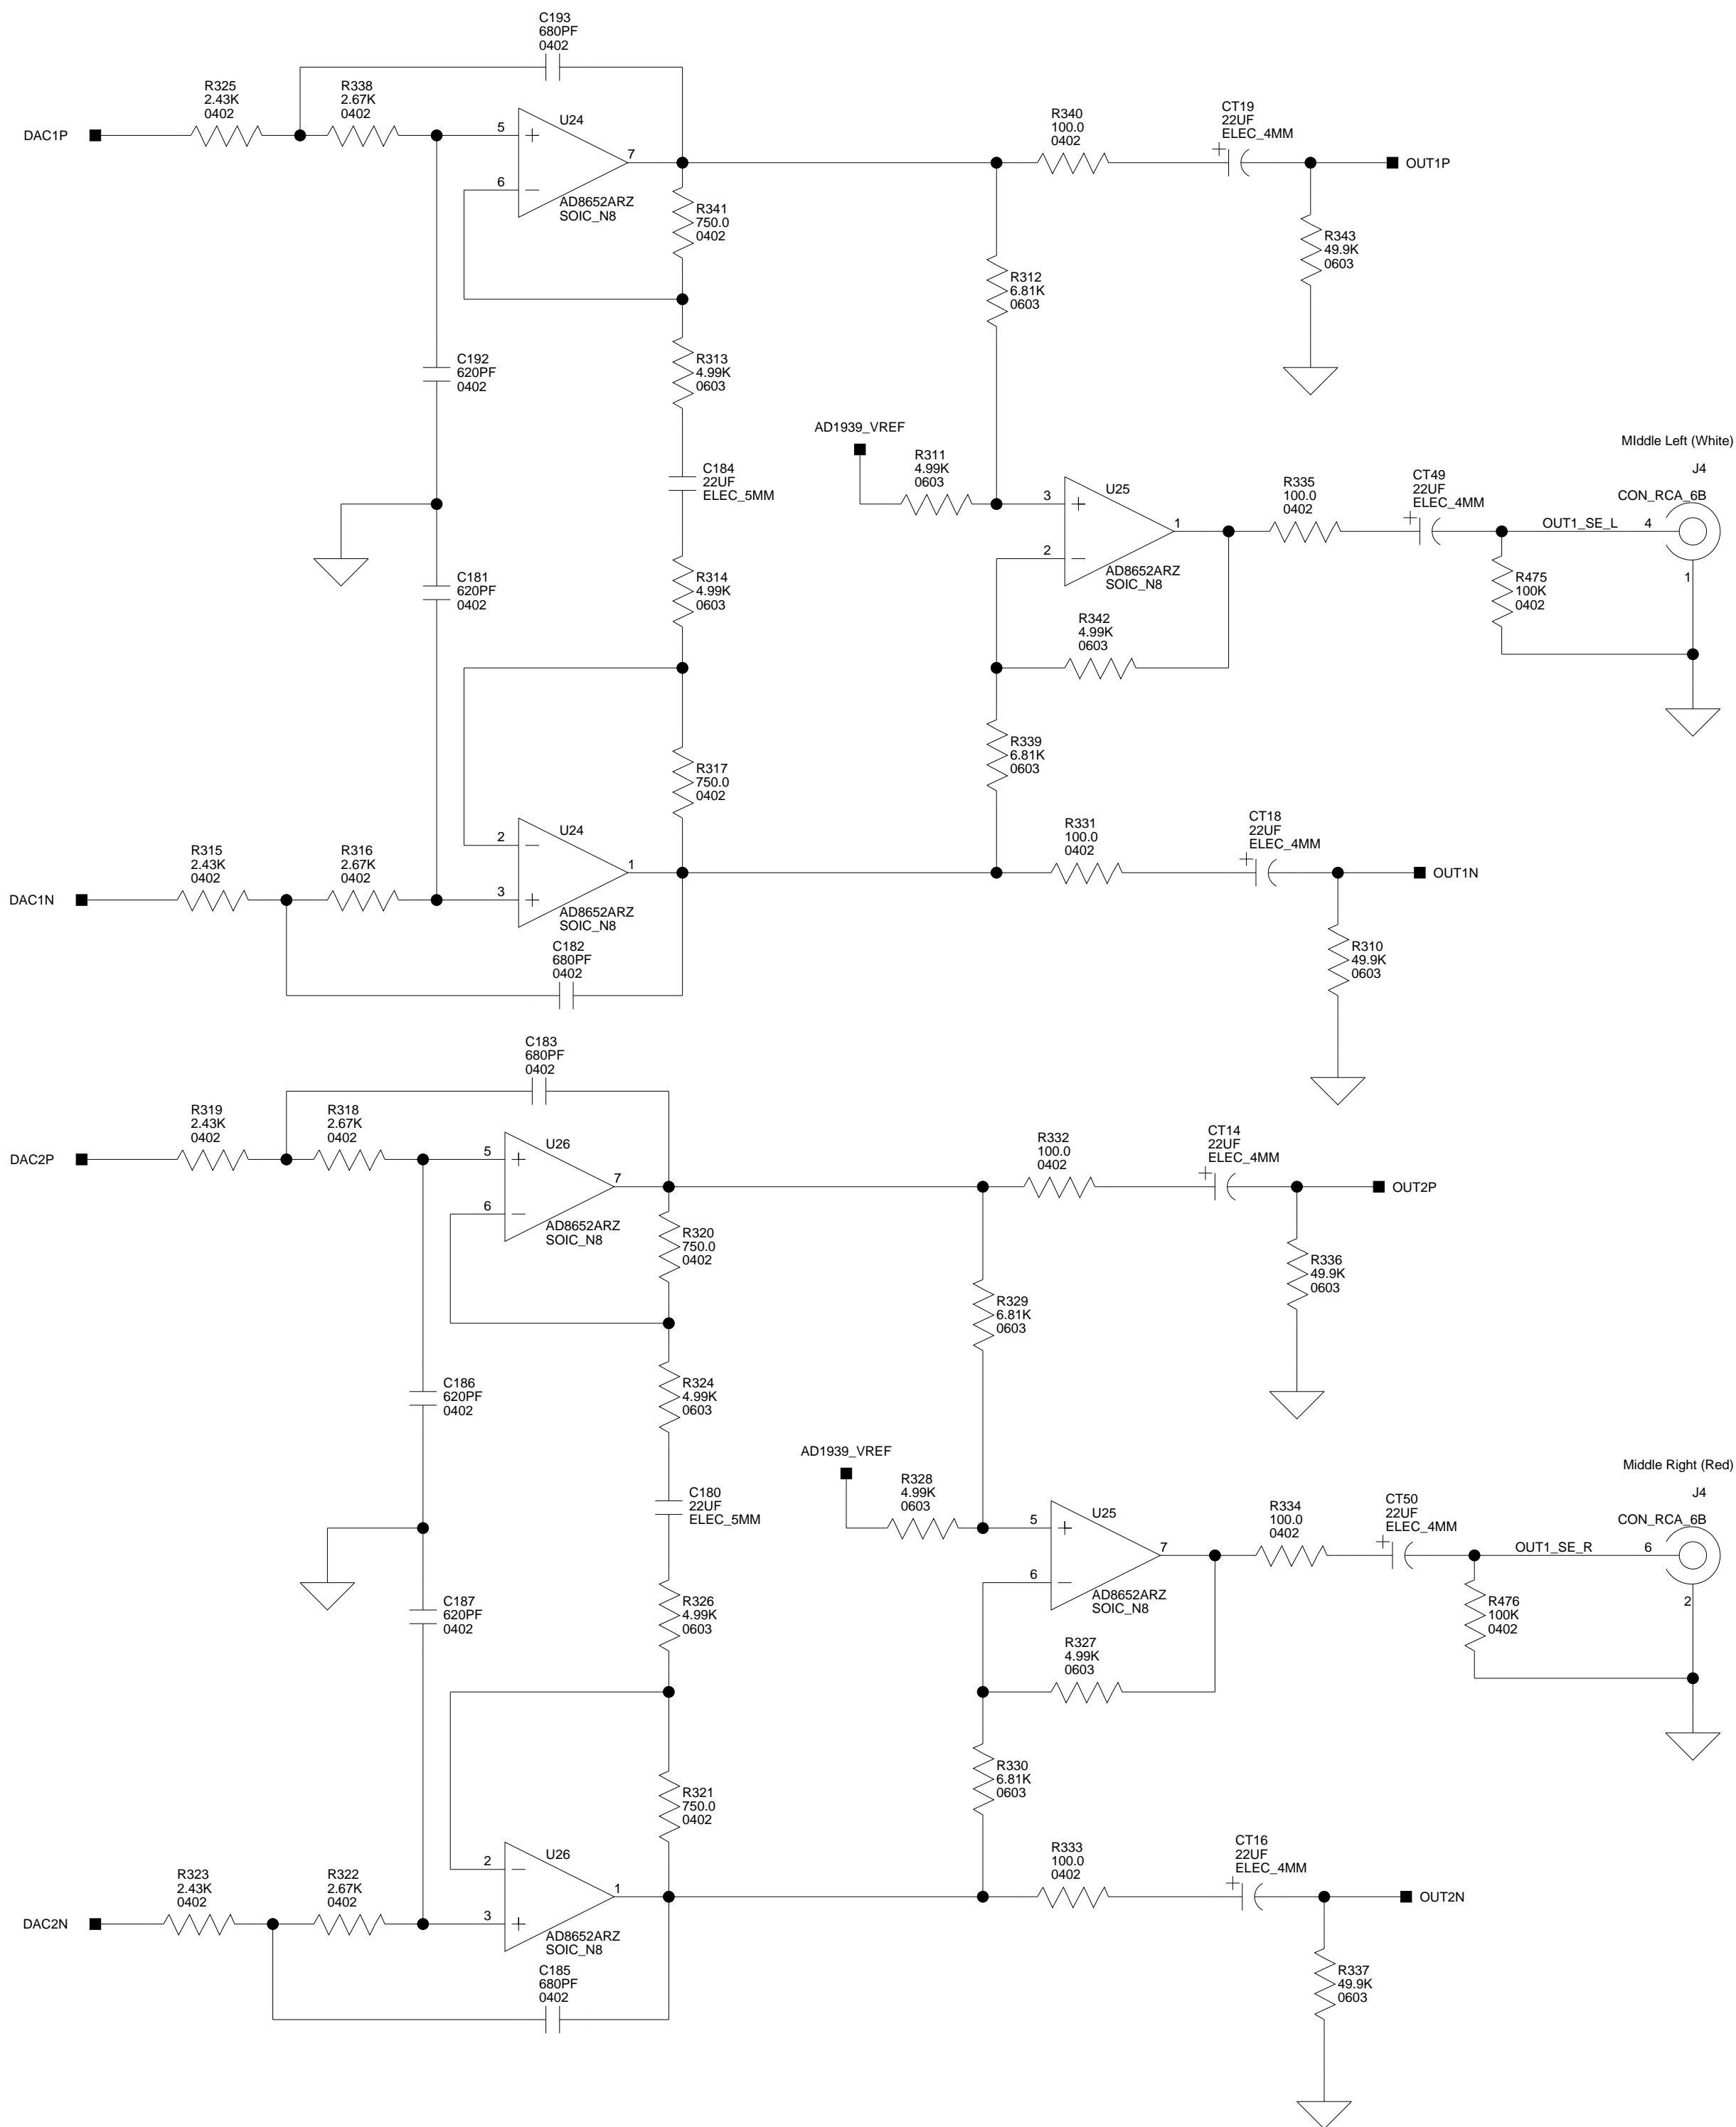 C193
680PF
0402
R325
2.43K
0402
R338
2.67K
0402
DAC1P
5
6
7
U24
AD8652ARZ
SOIC_N8
R341
750.0
0402
R340
100.0
0402
CT19
22UF
ELEC_4MM
OUT1P
R343
49.9K
0603
R312
6.81K
0603
C192
620PF
0402
R313
4.99K
0603
C184
22UF
ELEC_5MM
AD1939_VREF
R311
4.99K
0603
3
2
1
U25
AD8652ARZ
SOIC_N8
R335
100.0
0402
CT49
22UF
ELEC_4MM
MIddle Left (White)
J4
CON_RCA_6B
OUT1_SE_L
4
1
R475
100K
0402
C181
620PF
0402
R314
4.99K
0603
R342
4.99K
0603
R339
6.81K
0603
R317
750.0
0402
R315
2.43K
0402
R316
2.67K
0402
DAC1N
2
3
1
U24
AD8652ARZ
SOIC_N8
R331
100.0
0402
CT18
22UF
ELEC_4MM
OUT1N
C182
680PF
0402
R310
49.9K
0603
C183
680PF
0402
R319
2.43K
0402
R318
2.67K
0402
DAC2P
5
6
7
U26
AD8652ARZ
SOIC_N8
R320
750.0
0402
R332
100.0
0402
CT14
22UF
ELEC_4MM
OUT2P
R336
49.9K
0603
R329
6.81K
0603
C186
620PF
0402
R324
4.99K
0603
C180
22UF
ELEC_5MM
AD1939_VREF
R328
4.99K
0603
5
6
7
U25
AD8652ARZ
SOIC_N8
R334
100.0
0402
CT50
22UF
ELEC_4MM
Middle Right (Red)
J4
CON_RCA_6B
OUT1_SE_R
6
2
R476
100K
0402
C187
620PF
0402
R326
4.99K
0603
R327
4.99K
0603
R330
6.81K
0603
R321
750.0
0402
R323
2.43K
0402
R322
2.67K
0402
DAC2N
2
3
1
U26
AD8652ARZ
SOIC_N8
R333
100.0
0402
CT16
22UF
ELEC_4MM
OUT2N
C185
680PF
0402
R337
49.9K
0603